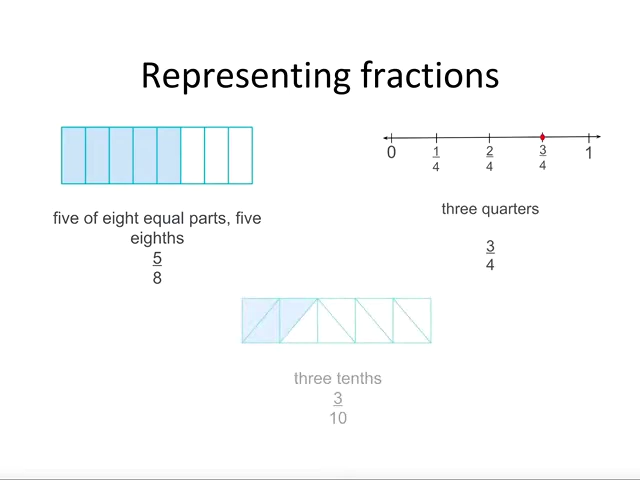 Representing fractions
five of eight equal parts, five
eighths
5
8
0 1/4 2/4 3/4 1
three quarters
3
4
three tenths
3
10